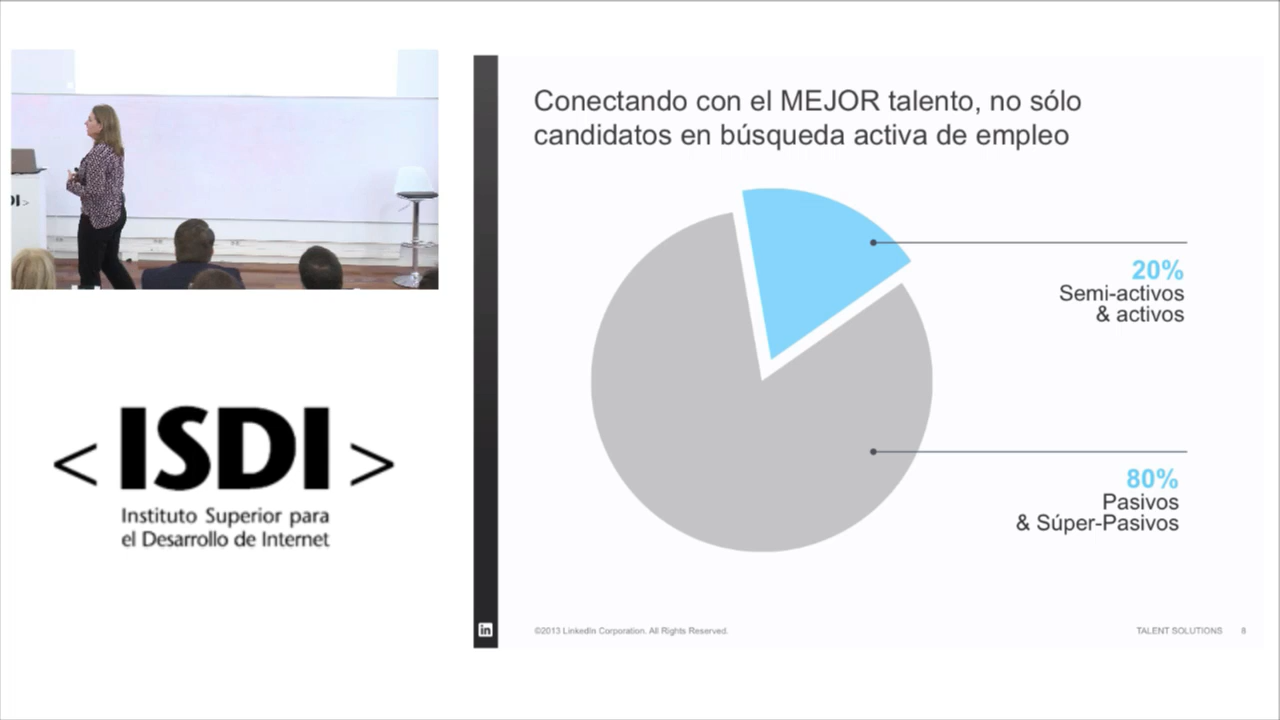 Conectando con el MEJOR talento, no sólo
candidatos en búsqueda activa de empleo
20%
Semi-activos
& activos
80%
Pasivos
& Súper-Pasivos
<ISDI>
Instituto Superior para
el Desarrollo de Internet
in
©2013 LinkedIn Corporation. All Rights Reserved.
TALENT SOLUTIONS